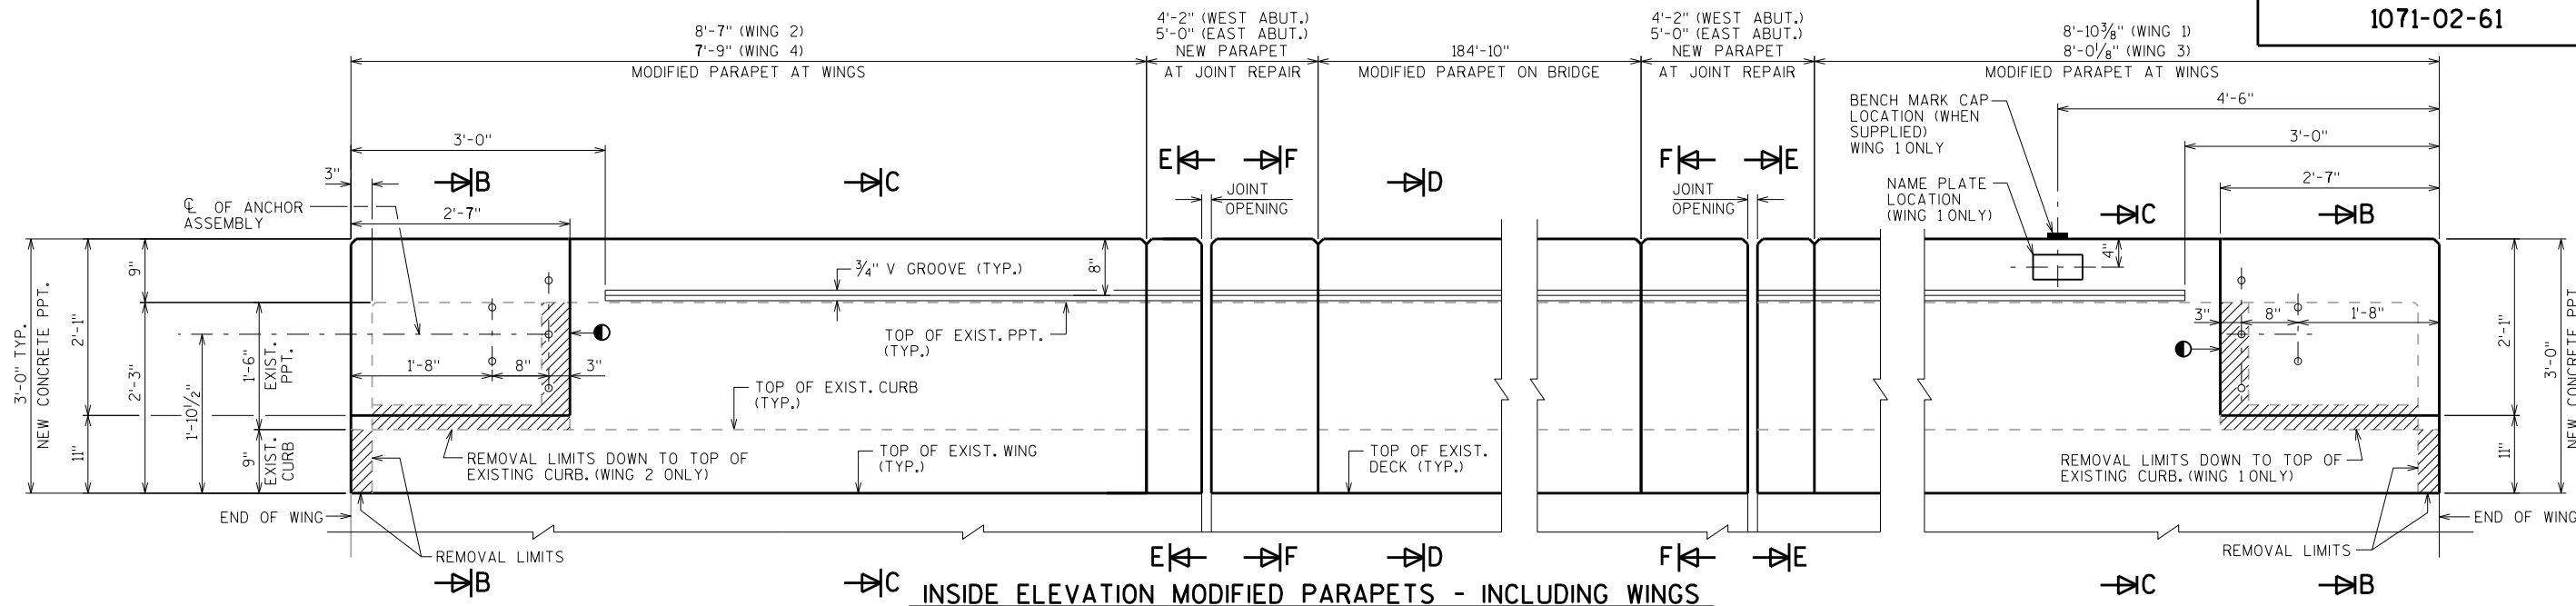 1071-02-61
8'-7" (WING 2)
7'-9" (WING 4)
MODIFIED PARAPET AT WINGS
4'-2" (WEST ABUT.)
5'-0" (EAST ABUT.)
NEW PARAPET
AT JOINT REPAIR
184'-10"
MODIFIED PARAPET ON BRIDGE
4'-2" (WEST ABUT.)
5'-0" (EAST ABUT.)
NEW PARAPET
AT JOINT REPAIR
8'-10⅜" (WING 1)
8'-0⅛" (WING 3)
MODIFIED PARAPET AT WINGS
BENCH MARK CAP
LOCATION (WHEN
SUPPLIED)
WING 1 ONLY
4'-6"
3'-0"
3'-0"
3"
B
C
E
F
D
F
E
JOINT
OPENING
JOINT
OPENING
NAME PLATE
LOCATION
(WING 1 ONLY)
2'-7"
C
B
℄ OF ANCHOR
ASSEMBLY
2'-7"
3'-0" TYP.
NEW CONCRETE PPT.
2'-1"
11"
9"
2'-3"
1'-10½"
1'-6"
EXIST.
PPT.
9"
EXIST.
CURB
1'-8"
8"
3"
¾" V GROOVE (TYP.)
8"
TOP OF EXIST. PPT.
(TYP.)
TOP OF EXIST. CURB
(TYP.)
4"
3"
8"
1'-8"
2'-1"
11"
3'-0"
NEW CONCRETE PPT.
REMOVAL LIMITS DOWN TO TOP OF
EXISTING CURB. (WING 2 ONLY)
TOP OF EXIST. WING
(TYP.)
TOP OF EXIST.
DECK (TYP.)
REMOVAL LIMITS DOWN TO TOP OF
EXISTING CURB. (WING 1 ONLY)
END OF WING
END OF WING
REMOVAL LIMITS
REMOVAL LIMITS
B
C
E
F
D
F
E
C
B
INSIDE ELEVATION MODIFIED PARAPETS - INCLUDING WINGS